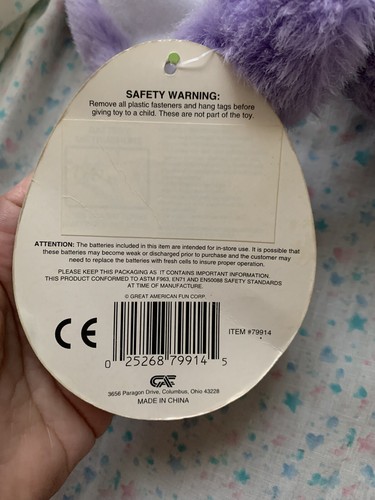 SAFETY WARNING:
Remove all plastic fasteners and hang tags before
giving toy to a child. These are not part of the toy.
ATTENTION: The batteries included in this item are intended for in-store use. It is possible that
these batteries may become weak or discharged prior to purchase and the customer may
need to replace the batteries with fresh cells to insure proper operation.
PLEASE KEEP THIS PACKAGING AS IT CONTAINS IMPORTANT INFORMATION.
THIS PRODUCT CONFORMED TO ASTM F963, EN71 AND EN50088 SAFETY STANDARDS
AT TIME OF MANUFACTURE.
© GREAT AMERICAN FUN CORP.
CE
ITEM #79914
0 25268 79914 5
GAF
3656 Paragon Drive, Columbus, Ohio 43228
MADE IN CHINA